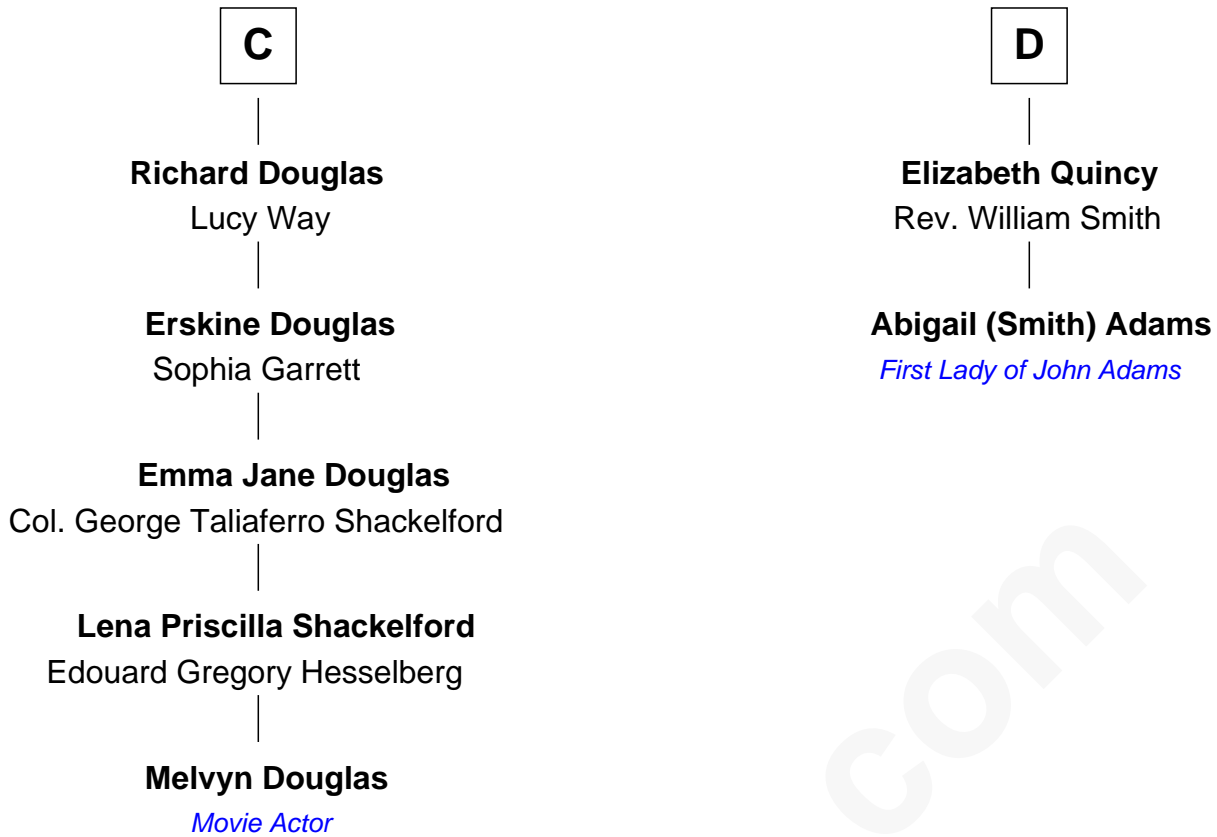 C
Richard Douglas
Lucy Way
Erskine Douglas
Sophia Garrett
Emma Jane Douglas
Col. George Taliaferro Shackelford
Lena Priscilla Shackelford
Edouard Gregory Hesselberg
Melvyn Douglas
Movie Actor
D
Elizabeth Quincy
Rev. William Smith
Abigail (Smith) Adams
First Lady of John Adams
com